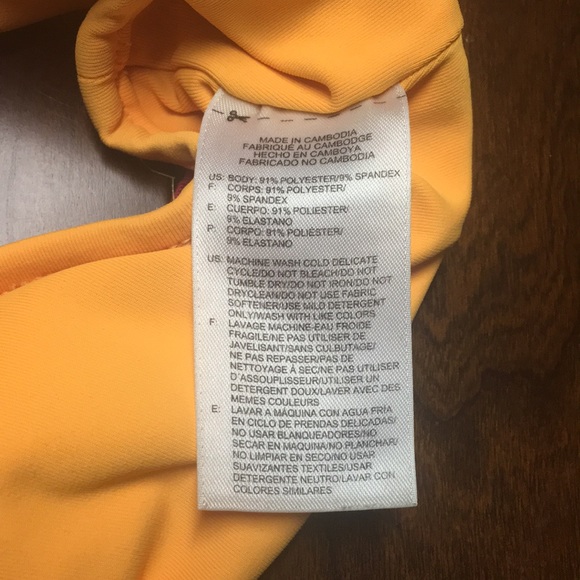 MADE IN CAMBODIA
FABRIQUÉ AU CAMBODGE
HECHO EN CAMBOYA
FABRICADO NO CAMBODIA
US: BODY: 91% POLYESTER/9% SPANDEX
F: CORPS: 91% POLYESTER/
9% SPANDEX
E: CUERPO: 91% POLIÉSTER/
9% ELASTANO
P: CORPO: 91% POLIÉSTER/
9% ELASTANO
US: MACHINE WASH COLD DELICATE
CYCLE/DO NOT BLEACH/DO NOT
TUMBLE DRY/DO NOT IRON/DO NOT
DRYCLEAN/DO NOT USE FABRIC
SOFTENER/USE MILD DETERGENT
ONLY/WASH WITH LIKE COLORS
F: LAVAGE MACHINE-EAU FROIDE
FRAGILE/NE PAS UTILISER DE
JAVELISANT/SANS CULBUTAGE/
NE PAS REPASSER/PAS DE
NETTOYAGE À SEC/NE PAS UTILISER
D'ASSOUPLISEUR/UTILISER UN
DETERGENT DOUX/LAVER AVEC DES
MEMES COULEURS
E: LAVAR A MÁQUINA CON AGUA FRÍA
EN CICLO DE PRENDAS DELICADAS/
NO USAR BLANQUEADORES/NO
SECAR EN MAQUINA/NO PLANCHAR/
NO LIMPIAR EN SECO/NO USAR
SUAVIZANTES TEXTILES/USAR
DETERGENTE NEUTRO/LAVAR CON
COLORES SIMILARES